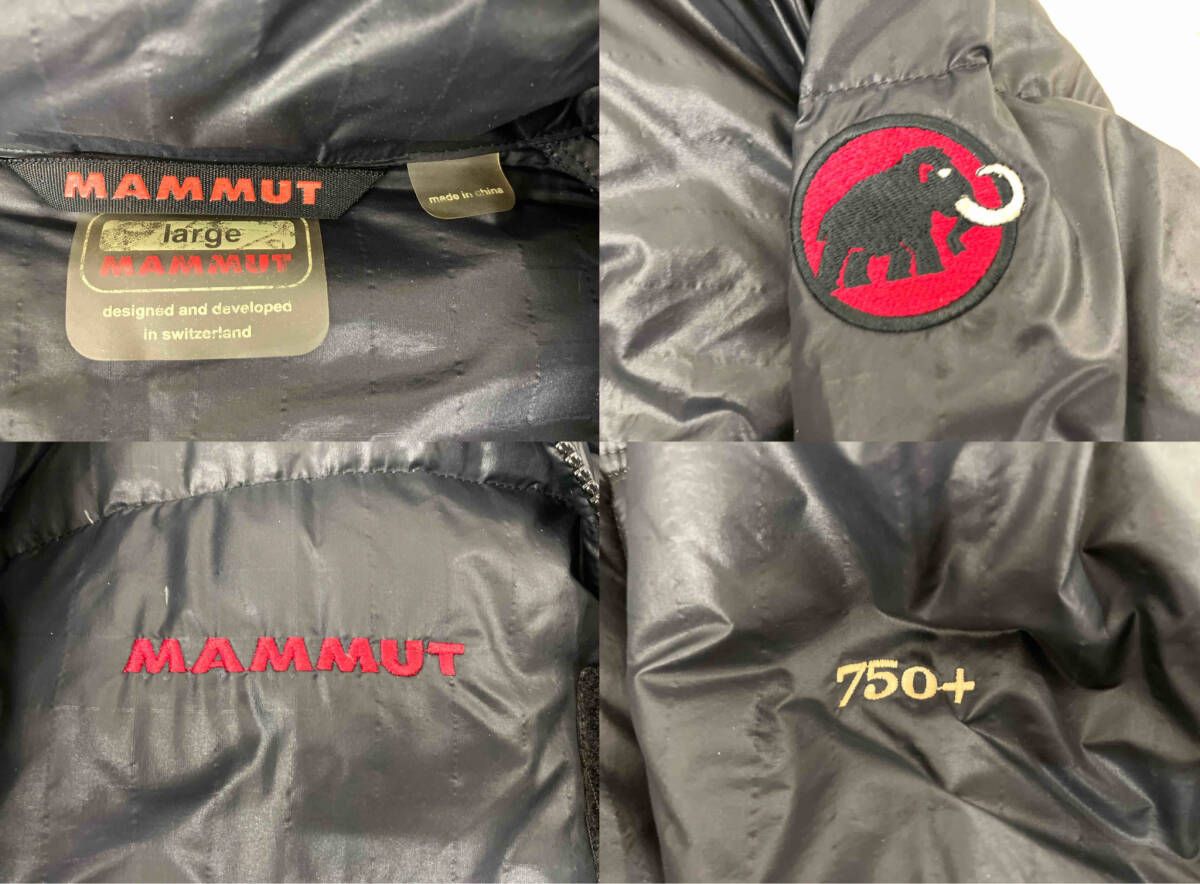 MAMMUT
made in china
large
MAMMUT
designed and developed
in switzerland
MAMMUT
750+